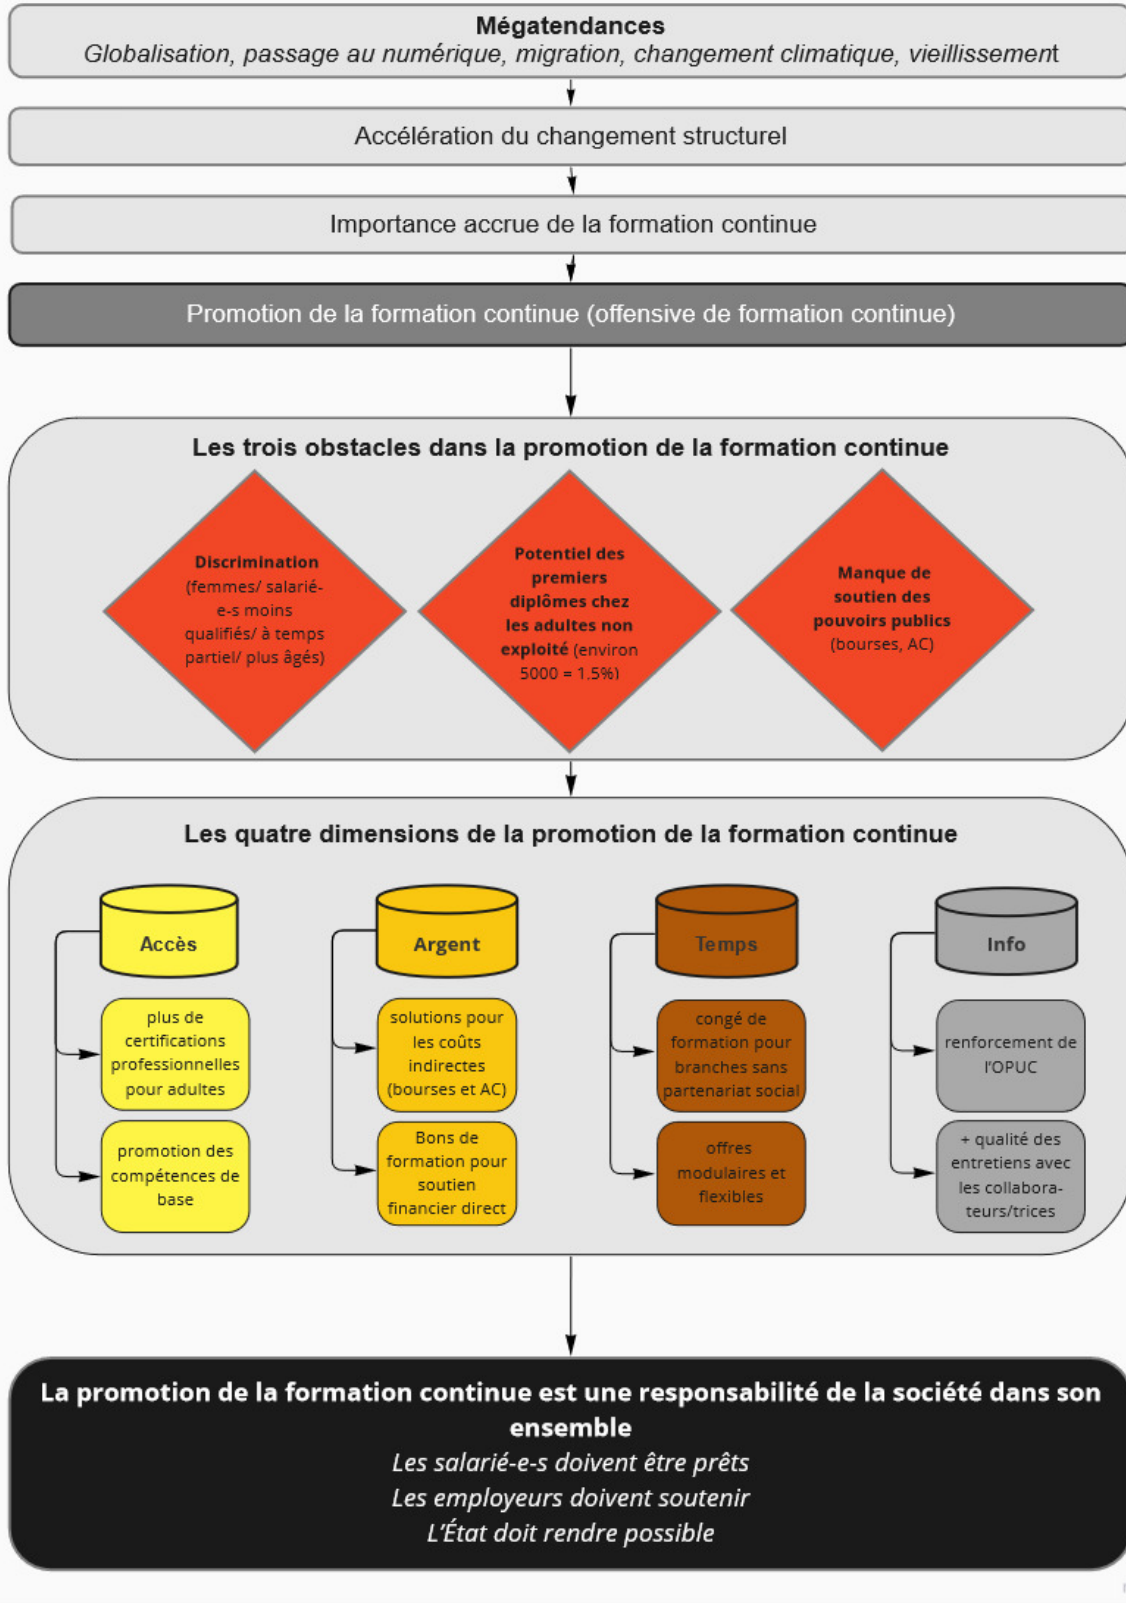 Mégatendances
Globalisation, passage au numérique, migration, changement climatique, vieillissement
Accélération du changement structurel
Importance accrue de la formation continue
Promotion de la formation continue (offensive de formation continue)
Les trois obstacles dans la promotion de la formation continue
Discrimination
(femmes/ salarié-
e-s moins
qualifiés/ à temps
partiel/ plus âgés)
Potentiel des
premiers
diplômes chez
les adultes non
exploité (environ
5000 = 1,5%)
Manque de
soutien des
pouvoirs publics
(bourses, AC)
Les quatre dimensions de la promotion de la formation continue
Accès
plus de
certifications
professionnelles
pour adultes
promotion des
compétences de
base
Argent
solutions pour
les coûts
indirectes
(bourses et AC)
Bons de
formation pour
soutien
financier direct
Temps
congé de
formation pour
branches sans
partenariat social
offres
modulaires et
flexibles
Info
renforcement de
l'OPUC
+ qualité des
entretiens avec
les collabora-
teurs/trices
La promotion de la formation continue est une responsabilité de la société dans son
ensemble
Les salarié-e-s doivent être prêts
Les employeurs doivent soutenir
L'État doit rendre possible